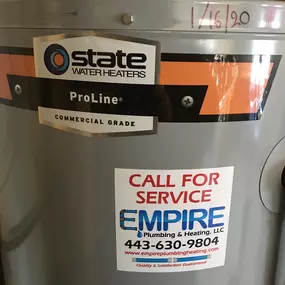 1/16/20
state
WATER HEATERS
ProLine®
COMMERCIAL GRADE
CALL FOR
SERVICE
EMPIRE
Plumbing & Heating, LLC
443-630-9804
www.empireplumbingheating.com
Quality & Satisfaction Guaranteed